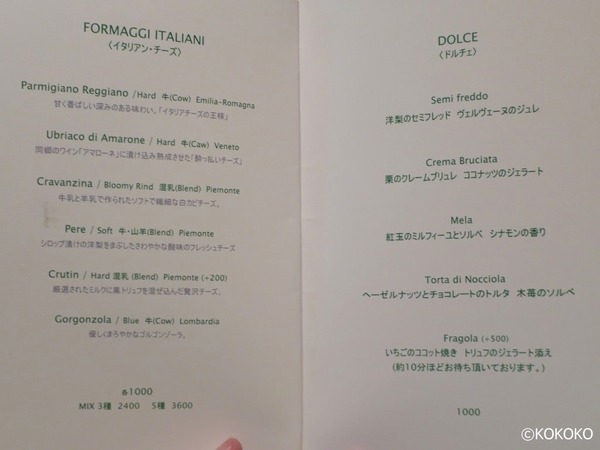 FORMAGGI ITALIANI
〈イタリアン・チーズ〉
Parmigiano Reggiano /Hard 牛(Cow) Emilia-Romagna
甘く香ばしい深みのある味わい。「イタリアチーズの王様」
Ubriaco di Amarone / Hard 牛(Caw) Veneto
同郷のワイン「アマローネ」に漬け込み熟成させた「酔っ払いチーズ」
Cravanzina / Bloomy Rind 混乳(Blend) Piemonte
牛乳と羊乳で作られたソフトで繊細な白カビチーズ。
Pere / Soft 牛・山羊(Blend) Piemonte
シロップ漬けの洋梨をまぶしたさわやかな酸味のフレッシュチーズ
Crutin / Hard 混乳 (Blend) Piemonte (+200)
厳選されたミルクに黒トリュフを混ぜ込んだ贅沢チーズ。
Gorgonzola / Blue 牛(Cow) Lombardia
優しくまろやかなゴルゴンゾーラ。
各1000
MIX 3種 2400 5種 3600
DOLCE
〈ドルチェ〉
Semi freddo
洋梨のセミフレッド ヴェルヴェーヌのジュレ
Crema Bruciata
栗のクレームブリュレ ココナッツのジェラート
Mela
紅玉のミルフィーユとソルベ シナモンの香り
Torta di Nocciola
ヘーゼルナッツとチョコレートのトルタ 木苺のソルベ
Fragola (+500)
いちごのココット焼き トリュフのジェラート添え
(約10分ほどお待ち頂いております。)
1000
©KOKOKO